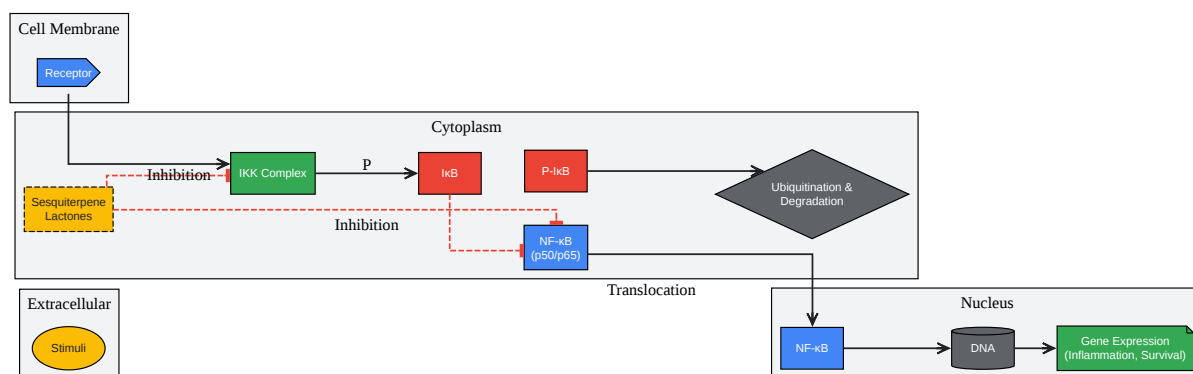 Cell Membrane
Receptor
Cytoplasm
Inhibition
IKK Complex
P
IκB
P-IκB
Ubiquitination &
Degradation
Sesquiterpene
Lactones
Inhibition
NF-κB
(p50/p65)
Translocation
Extracellular
Stimuli
Nucleus
NF-κB
DNA
Gene Expression
(Inflammation, Survival)